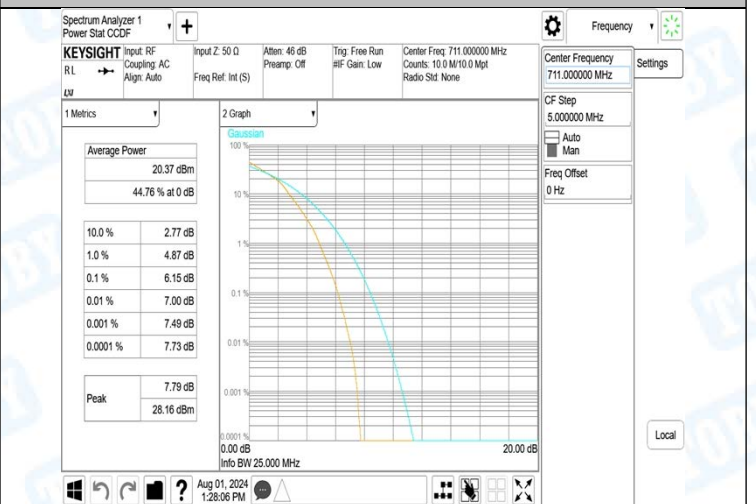 Spectrum Analyzer 1
Power Stat CCDF
+
Frequency
KEYSIGHT
RL
Input: RF
Coupling: AC
Align: Auto
Input Z: 50 Ω
Freq Ref: Int (S)
Atten: 46 dB
Preamp: Off
Trig: Free Run
#IF Gain: Low
Center Freq: 711.000000 MHz
Counts: 10.0 M/10.0 Mpt
Radio Std: None
Center Frequency
711.000000 MHz
Settings
CF Step
5.000000 MHz
Auto
Man
Freq Offset
0 Hz
1 Metrics
Average Power
20.37 dBm
44.76 % at 0 dB
10.0 % 2.77 dB
1.0 % 4.87 dB
0.1 % 6.15 dB
0.01 % 7.00 dB
0.001 % 7.49 dB
0.0001 % 7.73 dB
Peak
7.79 dB
28.16 dBm
2 Graph
Gaussian
100 %
10 %
1 %
0.1 %
0.01 %
0.001 %
0.0001 %
0.00 dB 20.00 dB
Info BW 25.000 MHz
Local
?
Aug 01, 2024
1:28:06 PM